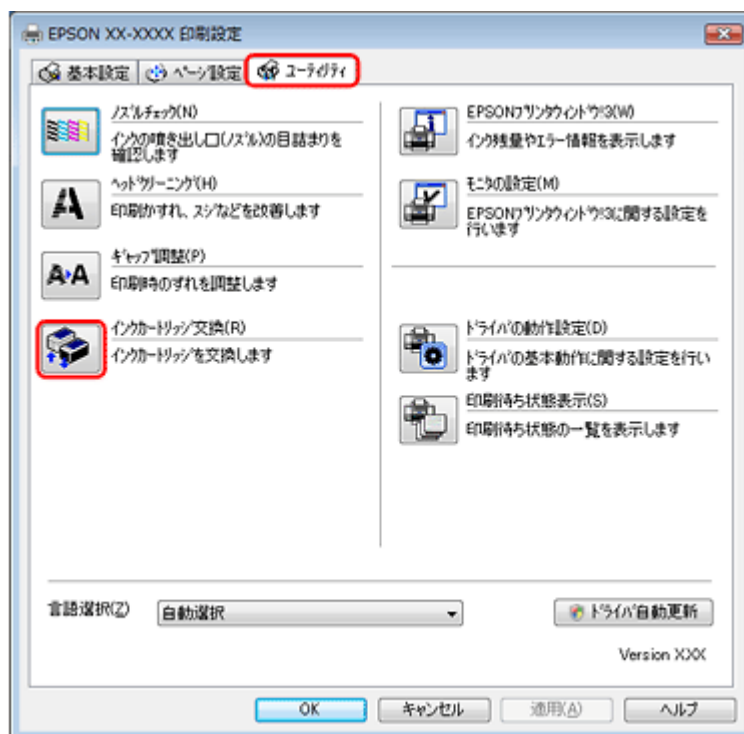 EPSON XX-XXXX 印刷設定
基本設定
ページ設定
ユーティリティ
ノズルチェック(N)
インクの噴き出し口(ノズル)の目詰まりを
確認します
ヘッドクリーニング(H)
印刷かすれ、スジなどを改善します
ギャップ調整(P)
印刷時のずれを調整します
インクカートリッジ交換(R)
インクカートリッジを交換します
EPSONプリンタウィンドウ!3(W)
インク残量やエラー情報を表示します
モニタの設定(M)
EPSONプリンタウィンドウ!3に関する設定を
行います
ドライバの動作設定(D)
ドライバの基本動作に関する設定を行い
ます
印刷待ち状態表示(S)
印刷待ち状態の一覧を表示します
言語選択(Z)
自動選択
ドライバ自動更新
Version XXX
OK
キャンセル
適用(A)
ヘルプ